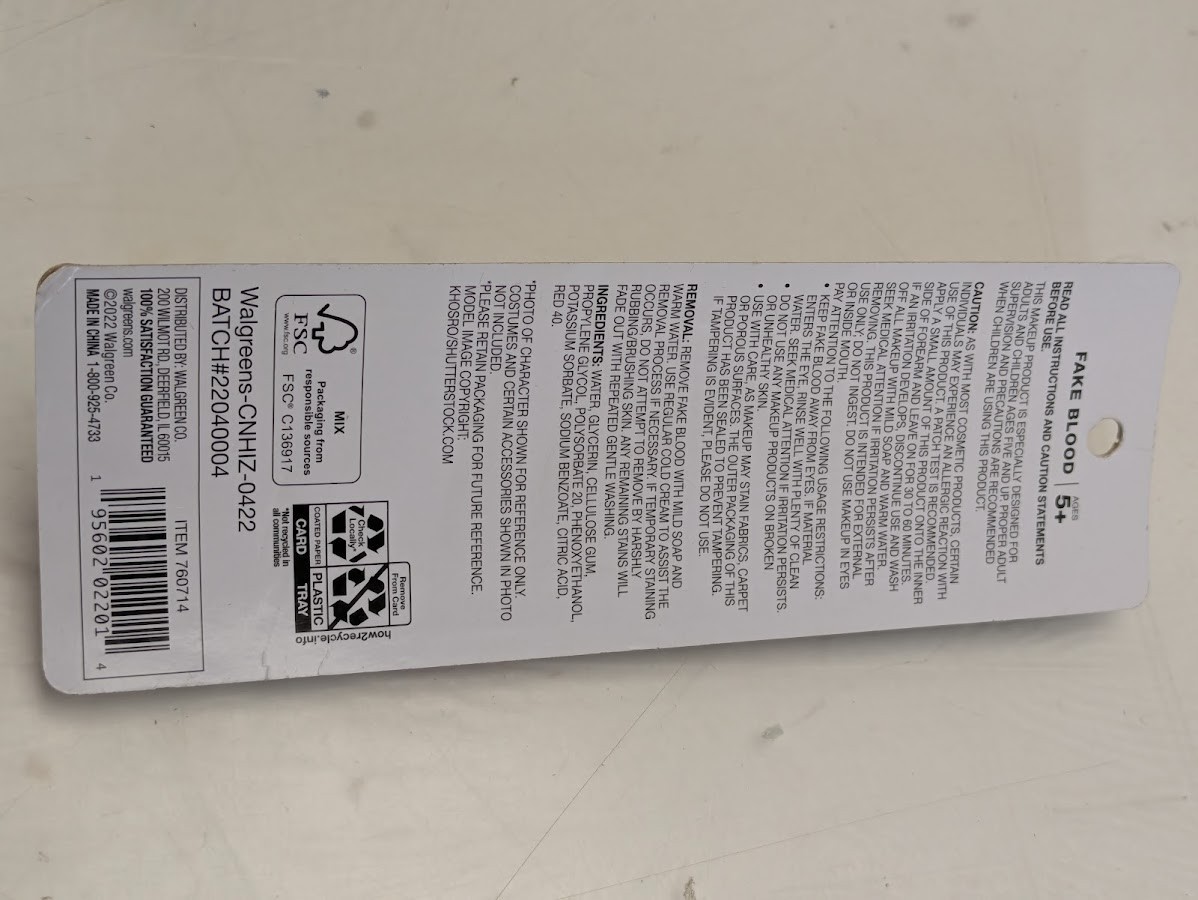 FAKE BLOOD | AGES 5+
READ ALL INSTRUCTIONS AND CAUTION STATEMENTS
BEFORE USE.
THIS MAKEUP PRODUCT IS ESPECIALLY DESIGNED FOR
ADULTS AND CHILDREN AGES FIVE AND UP. PROPER ADULT
SUPERVISION AND PRECAUTIONS ARE RECOMMENDED
WHEN CHILDREN ARE USING THIS PRODUCT.
CAUTION: AS WITH MOST COSMETIC PRODUCTS, CERTAIN
INDIVIDUALS MAY EXPERIENCE AN ALLERGIC REACTION WITH
USE OF THIS PRODUCT. A PATCH TEST IS RECOMMENDED.
APPLY A SMALL AMOUNT OF THIS PRODUCT ONTO THE INNER
SIDE OF FOREARM AND LEAVE ON FOR 30 TO 60 MINUTES.
IF AN IRRITATION DEVELOPS, DISCONTINUE USE AND WASH
OFF ALL MAKEUP WITH MILD SOAP AND WARM WATER.
SEEK MEDICAL ATTENTION IF IRRITATION PERSISTS AFTER
REMOVING. THIS PRODUCT IS INTENDED FOR EXTERNAL
USE ONLY. DO NOT INGEST. DO NOT USE MAKEUP IN EYES
OR INSIDE MOUTH.
PAY ATTENTION TO THE FOLLOWING USAGE RESTRICTIONS:
• KEEP FAKE BLOOD AWAY FROM EYES. IF MATERIAL
ENTERS THE EYE, RINSE WELL WITH PLENTY OF CLEAN
WATER. SEEK MEDICAL ATTENTION IF IRRITATION PERSISTS.
• DO NOT USE ANY MAKEUP PRODUCTS ON BROKEN
OR UNHEALTHY SKIN.
• USE WITH CARE, AS MAKEUP MAY STAIN FABRICS, CARPET
OR POROUS SURFACES. THE OUTER PACKAGING OF THIS
PRODUCT HAS BEEN SEALED TO PREVENT TAMPERING.
IF TAMPERING IS EVIDENT, PLEASE DO NOT USE.
REMOVAL: REMOVE FAKE BLOOD WITH MILD SOAP AND
WARM WATER. USE REGULAR COLD CREAM TO ASSIST THE
REMOVAL PROCESS IF NECESSARY. IF TEMPORARY STAINING
OCCURS, DO NOT ATTEMPT TO REMOVE BY HARSHLY
RUBBING/BRUSHING SKIN. ANY REMAINING STAINS WILL
FADE OUT WITH REPEATED GENTLE WASHING.
INGREDIENTS: WATER, GLYCERIN, CELLULOSE GUM,
PROPYLENE GLYCOL, POLYSORBATE 20, PHENOXYETHANOL,
POTASSIUM SORBATE, SODIUM BENZOATE, CITRIC ACID,
RED 40.
*PHOTO OF CHARACTER SHOWN FOR REFERENCE ONLY.
COSTUMES AND CERTAIN ACCESSORIES SHOWN IN PHOTO
NOT INCLUDED.
*PLEASE RETAIN PACKAGING FOR FUTURE REFERENCE.
MODEL IMAGE COPYRIGHT:
KHOSRO/SHUTTERSTOCK.COM
®
FSC
www.fsc.org
MIX
Packaging from
responsible sources
FSC® C136917
Remove
From Card
Check
Locally*
COATED PAPER
CARD
PLASTIC
TRAY
*Not recycled in
all communities
how2recycle.info
Walgreens-CNHIZ-0422
BATCH#22040004
DISTRIBUTED BY: WALGREEN CO.
200 WILMOT RD., DEERFIELD, IL 60015
100% SATISFACTION GUARANTEED
walgreens.com
©2022 Walgreen Co.
MADE IN CHINA 1-800-925-4733
ITEM 760714
1 95602 02201 4